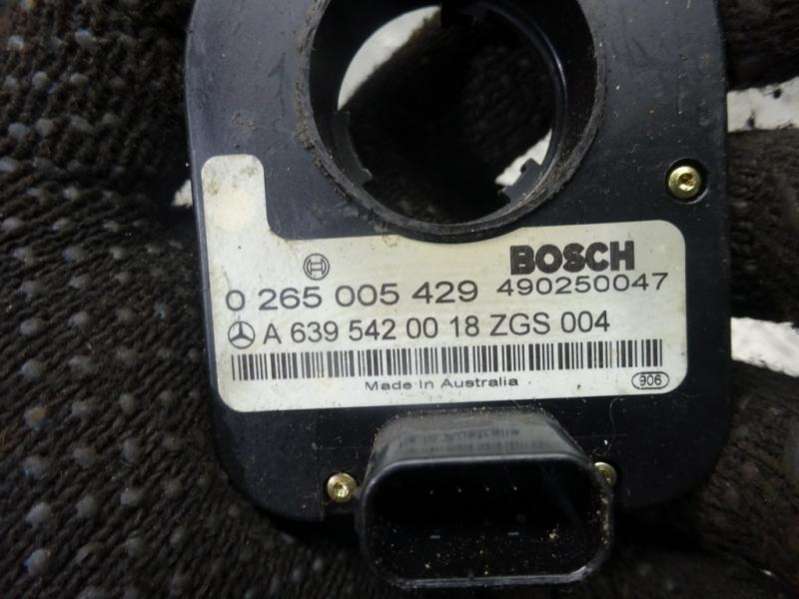 BOSCH
0 265 005 429 490250047
A 639 542 00 18 ZGS 004
Made in Australia
906